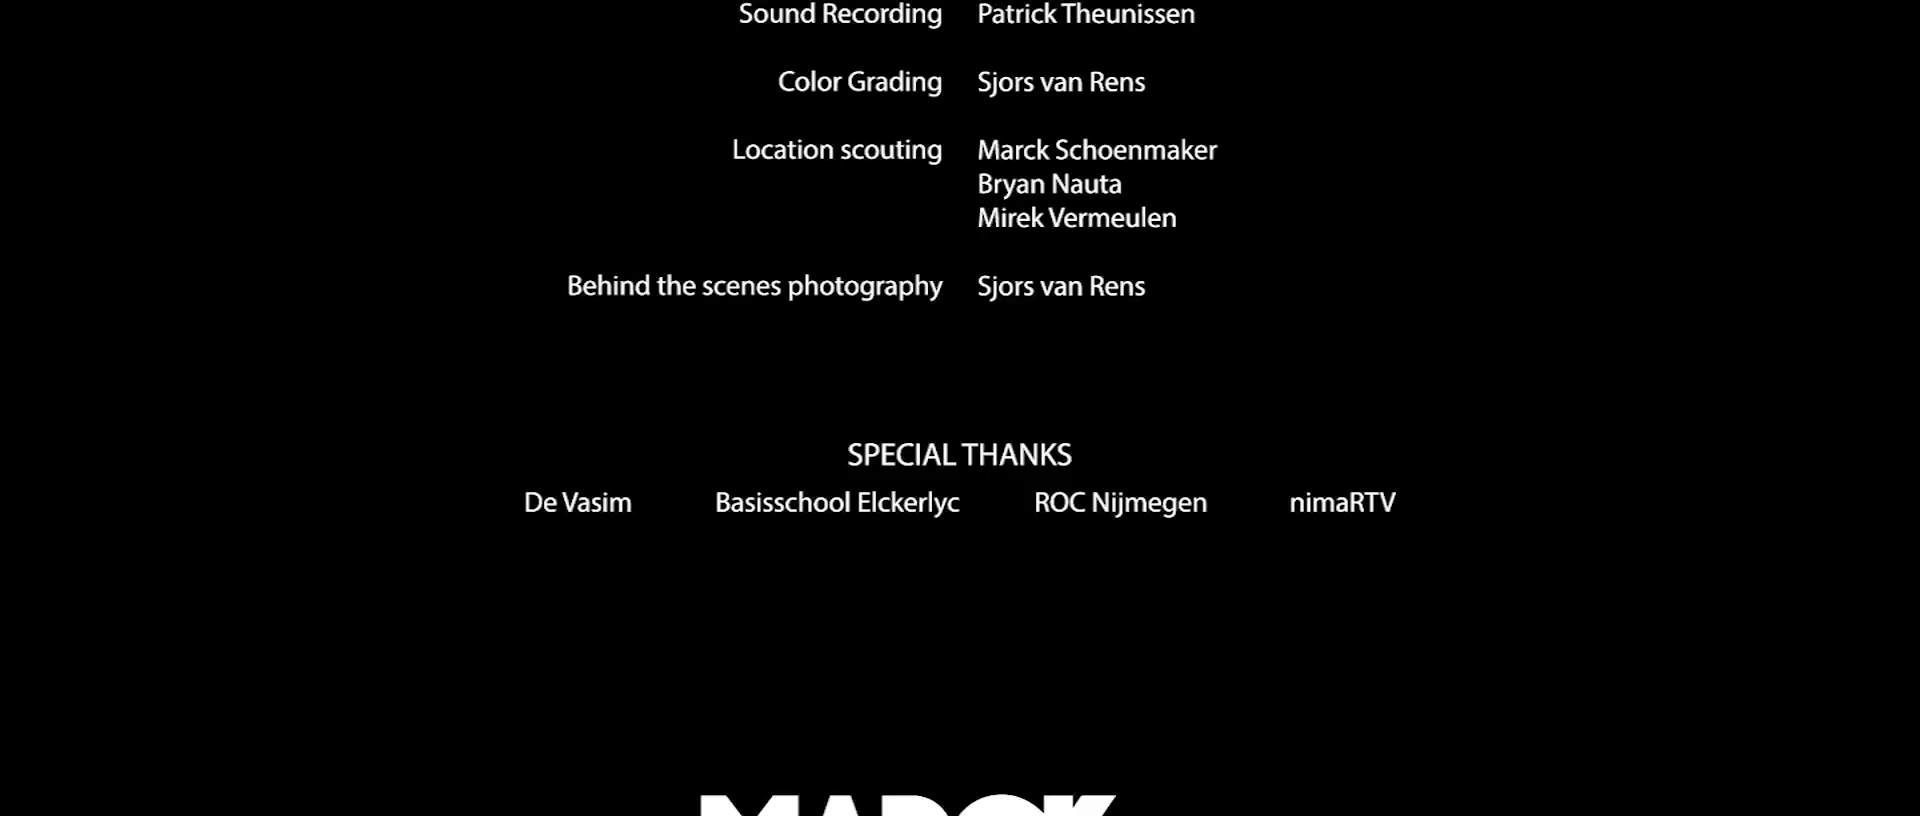 Sound Recording Patrick Theunissen
Color Grading Sjors van Rens
Location scouting Marck Schoenmaker
Bryan Nauta
Mirek Vermeulen
Behind the scenes photography Sjors van Rens
SPECIAL THANKS
De Vasim Basisschool Elckerlyc ROC Nijmegen nimaRTV